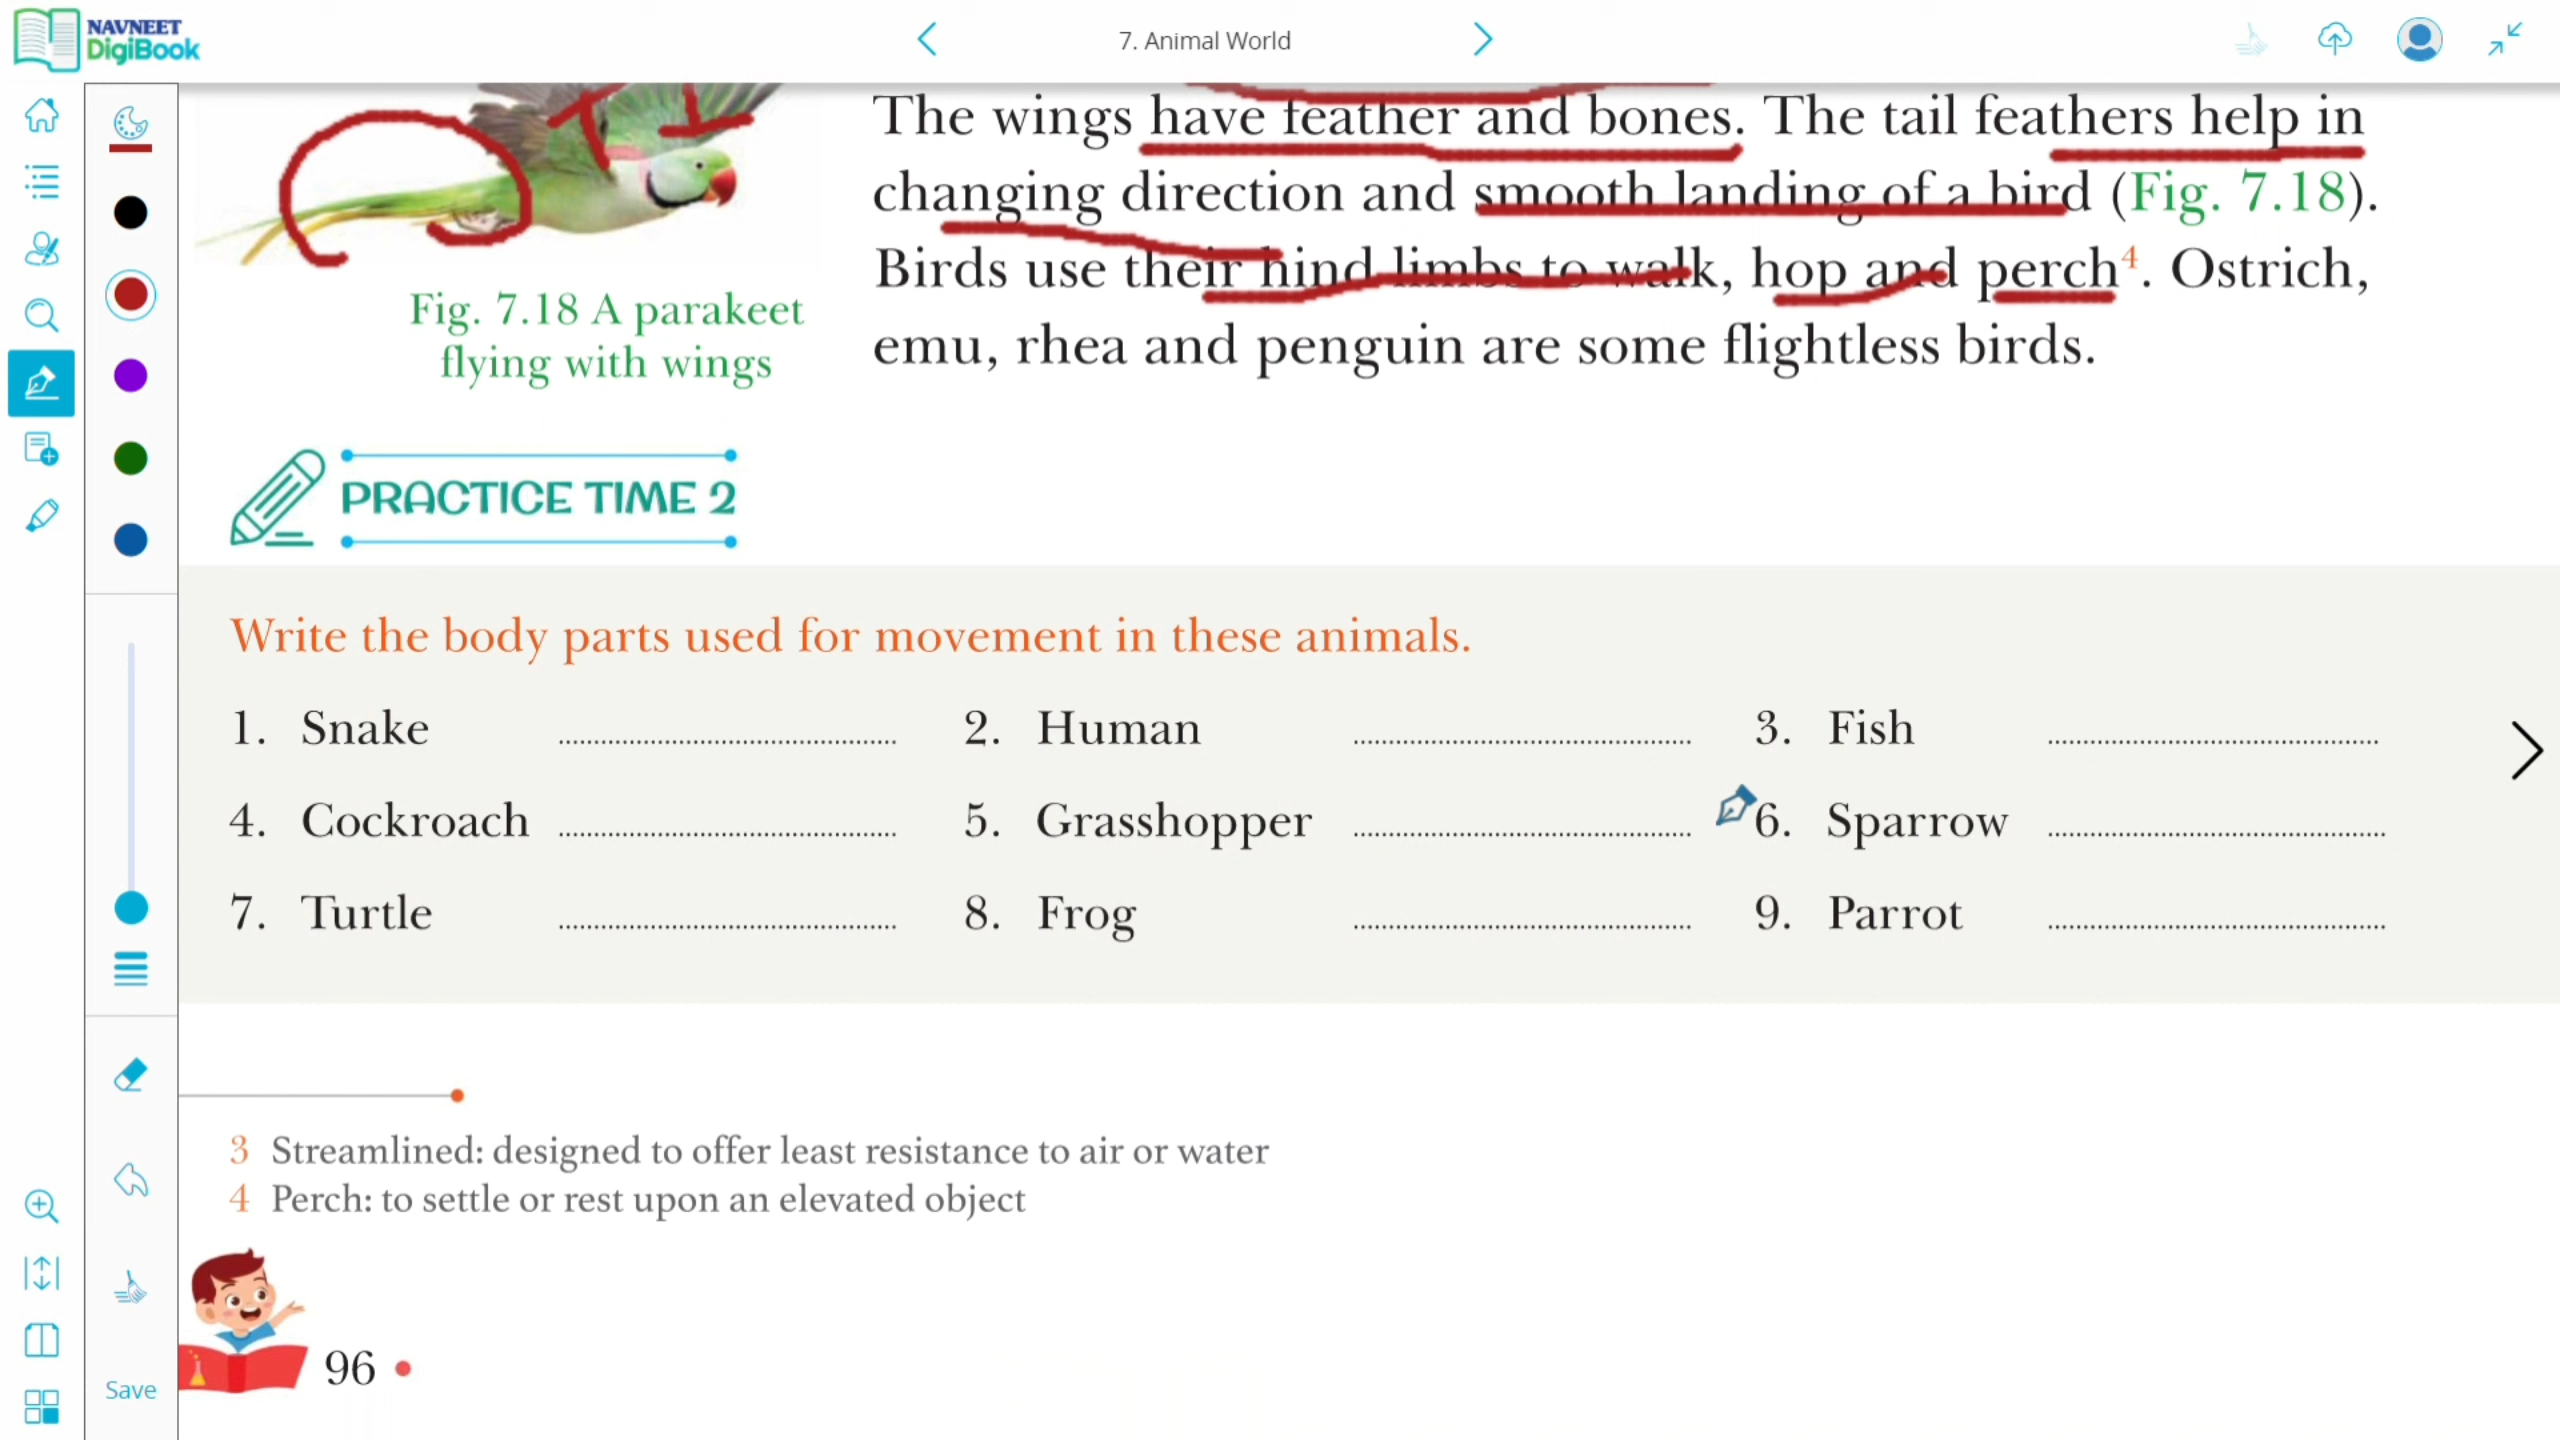 NAVNEET
DigiBook
7. Animal World
The wings have feather and bones. The tail feathers help in
changing direction and smooth landing of a bird (Fig. 7.18).
Birds use their hind limbs to walk, hop and perch4. Ostrich,
emu, rhea and penguin are some flightless birds.
Fig. 7.18 A parakeet
flying with wings
PRACTICE TIME 2
Write the body parts used for movement in these animals.
1. Snake ................ 2. Human ................ 3. Fish ................
4. Cockroach ................ 5. Grasshopper ................ 6. Sparrow ................
7. Turtle ................ 8. Frog ................ 9. Parrot ................
3 Streamlined: designed to offer least resistance to air or water
4 Perch: to settle or rest upon an elevated object
96
Save